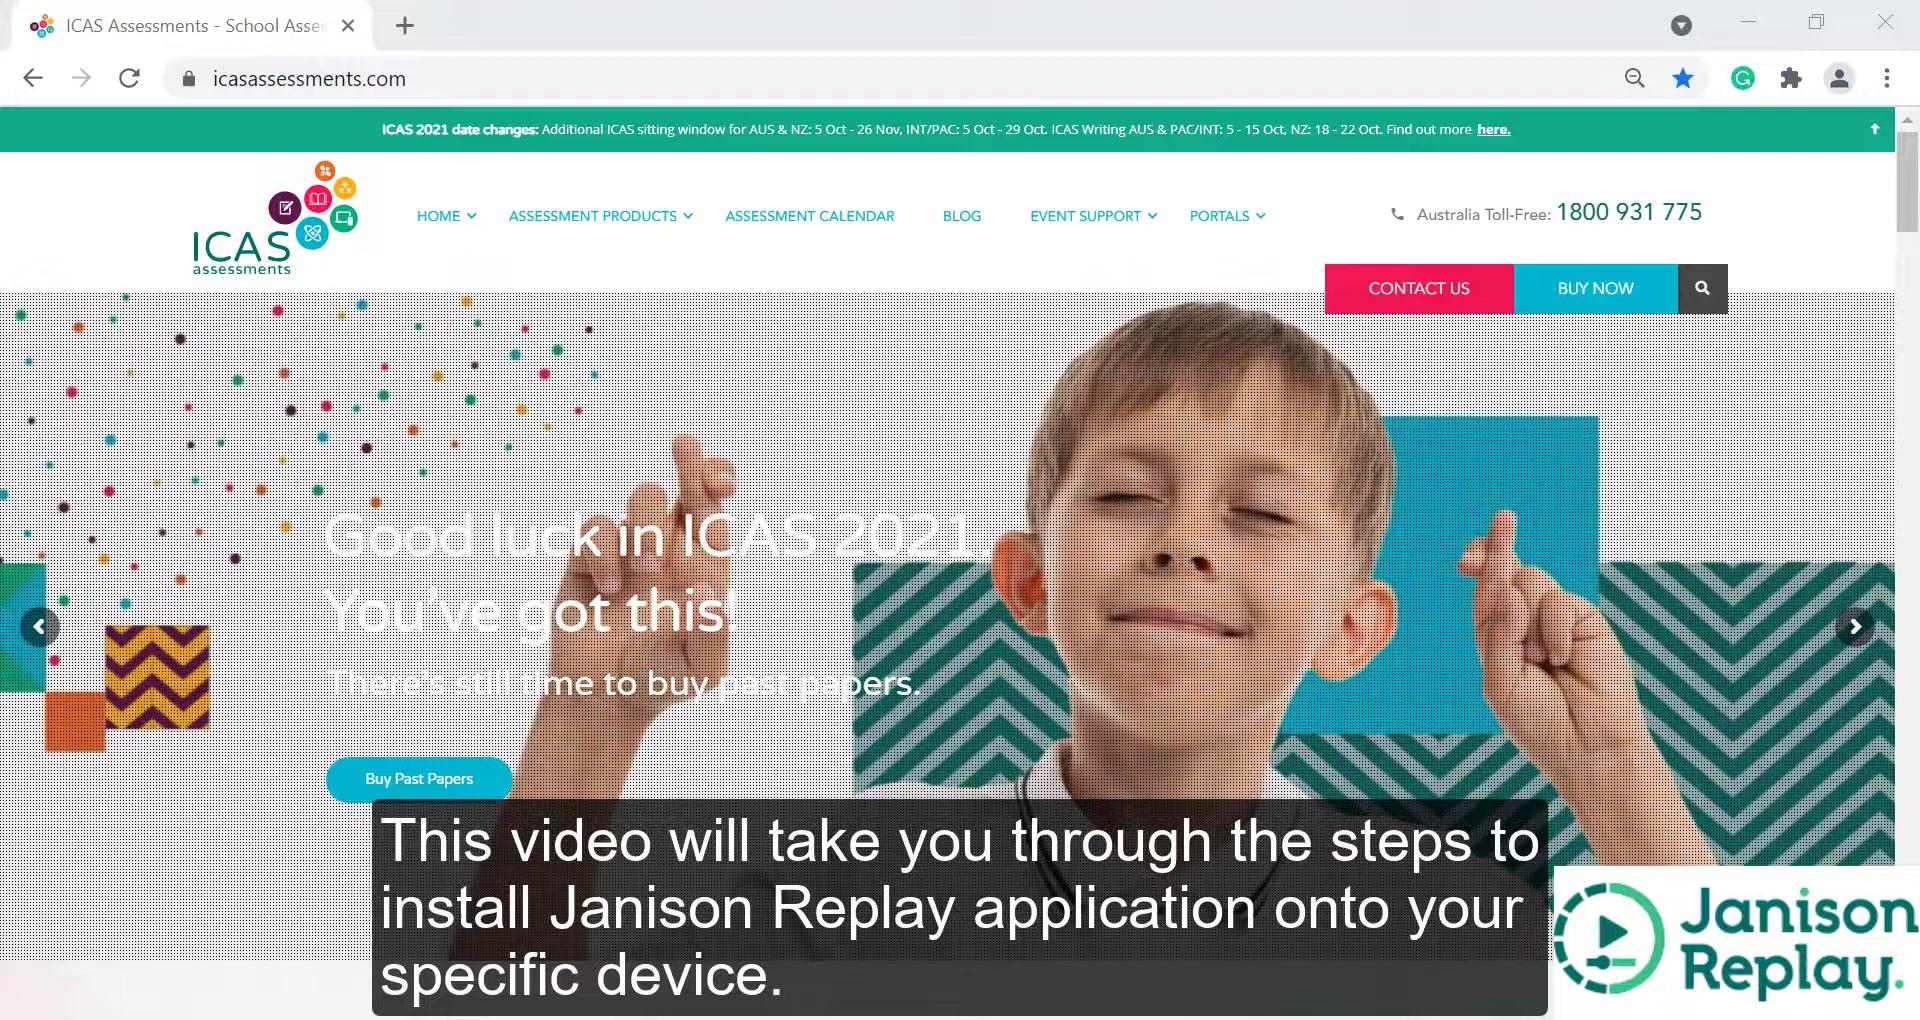 ICAS Assessments - School Asses
icasassessments.com
ICAS 2021 date changes: Additional ICAS sitting window for AUS & NZ: 5 Oct - 26 Nov, INT/PAC: 5 Oct - 29 Oct. ICAS Writing AUS & PAC/INT: 5 - 15 Oct, NZ: 18 - 22 Oct. Find out more here.
ICAS
assessments
HOME ASSESSMENT PRODUCTS ASSESSMENT CALENDAR BLOG EVENT SUPPORT PORTALS
Australia Toll-Free: 1800 931 775
CONTACT US BUY NOW
Good luck in ICAS 2021.
You've got this!
There's still time to buy past papers.
Buy Past Papers
This video will take you through the steps to
install Janison Replay application onto your
specific device.
Janison
Replay.